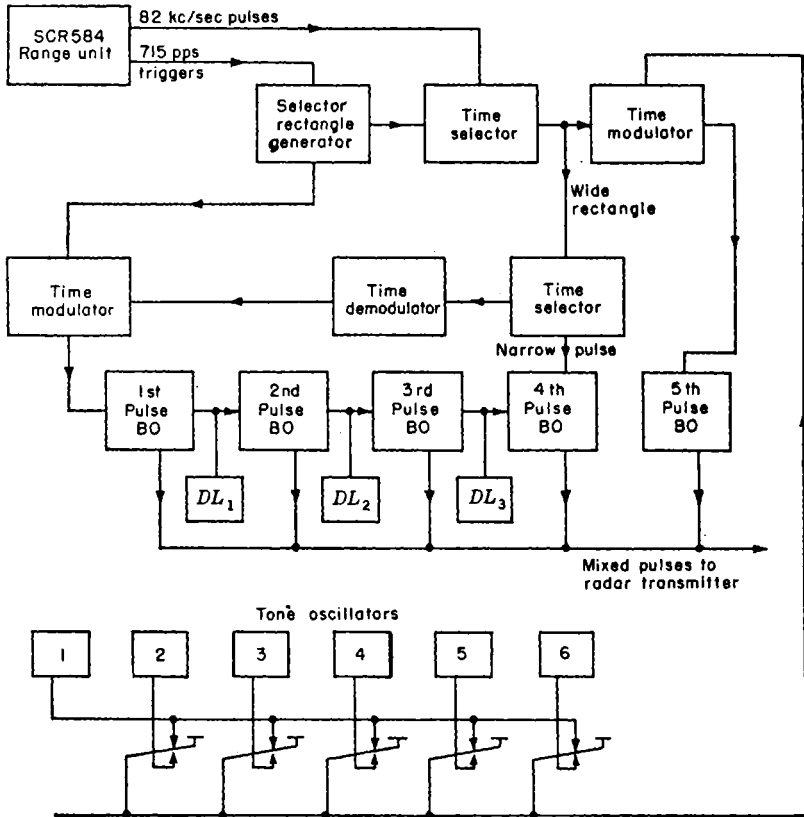 SCR584
Range unit
82 kc/sec pulses
715 pps
triggers
Selector
rectangle
generator
Time
selector
Time
modulator
Wide
rectangle
Time
modulator
Time
demodulator
Time
selector
Narrow pulse
1st
Pulse
BO
2nd
Pulse
BO
3rd
Pulse
BO
4th
Pulse
BO
5th
Pulse
BO
DL1
DL2
DL3
Mixed pulses to
radar transmitter
Tone oscillators
1
2
3
4
5
6